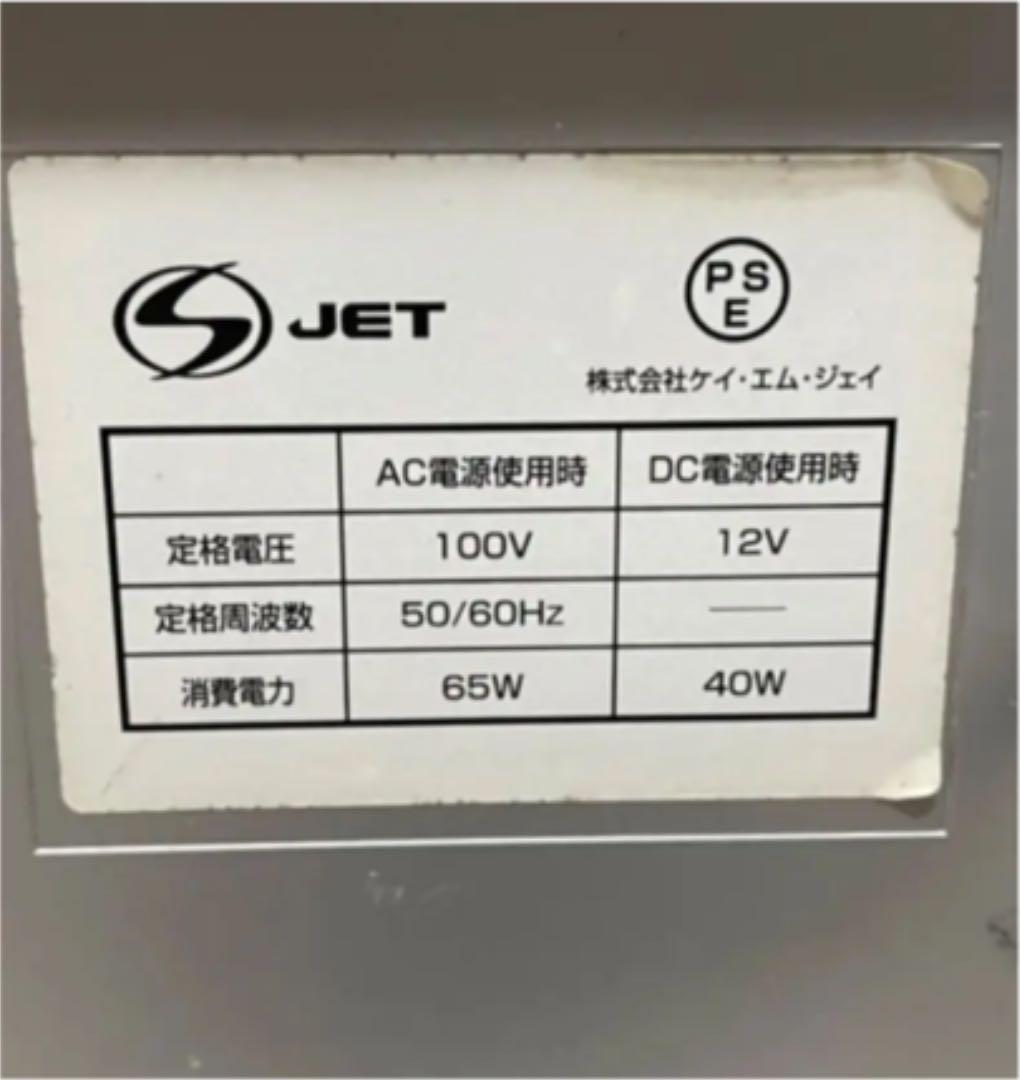 S JET
PS
E
株式会社ケイ・エム・ジェイ
AC電源使用時 DC電源使用時
定格電圧 100V 12V
定格周波数 50/60Hz ——
消費電力 65W 40W